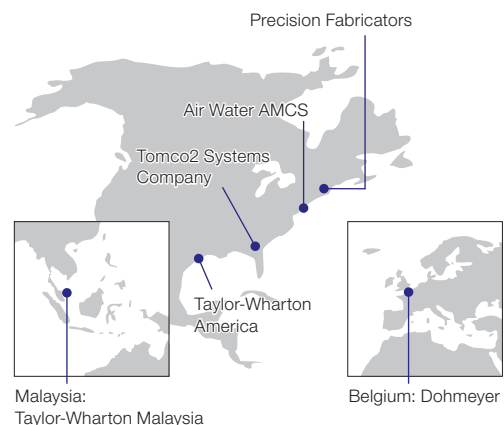 Precision Fabricators
Air Water AMCS
Tomco2 Systems
Company
Taylor-Wharton
America
Malaysia:
Taylor-Wharton Malaysia
Belgium: Dohmeyer